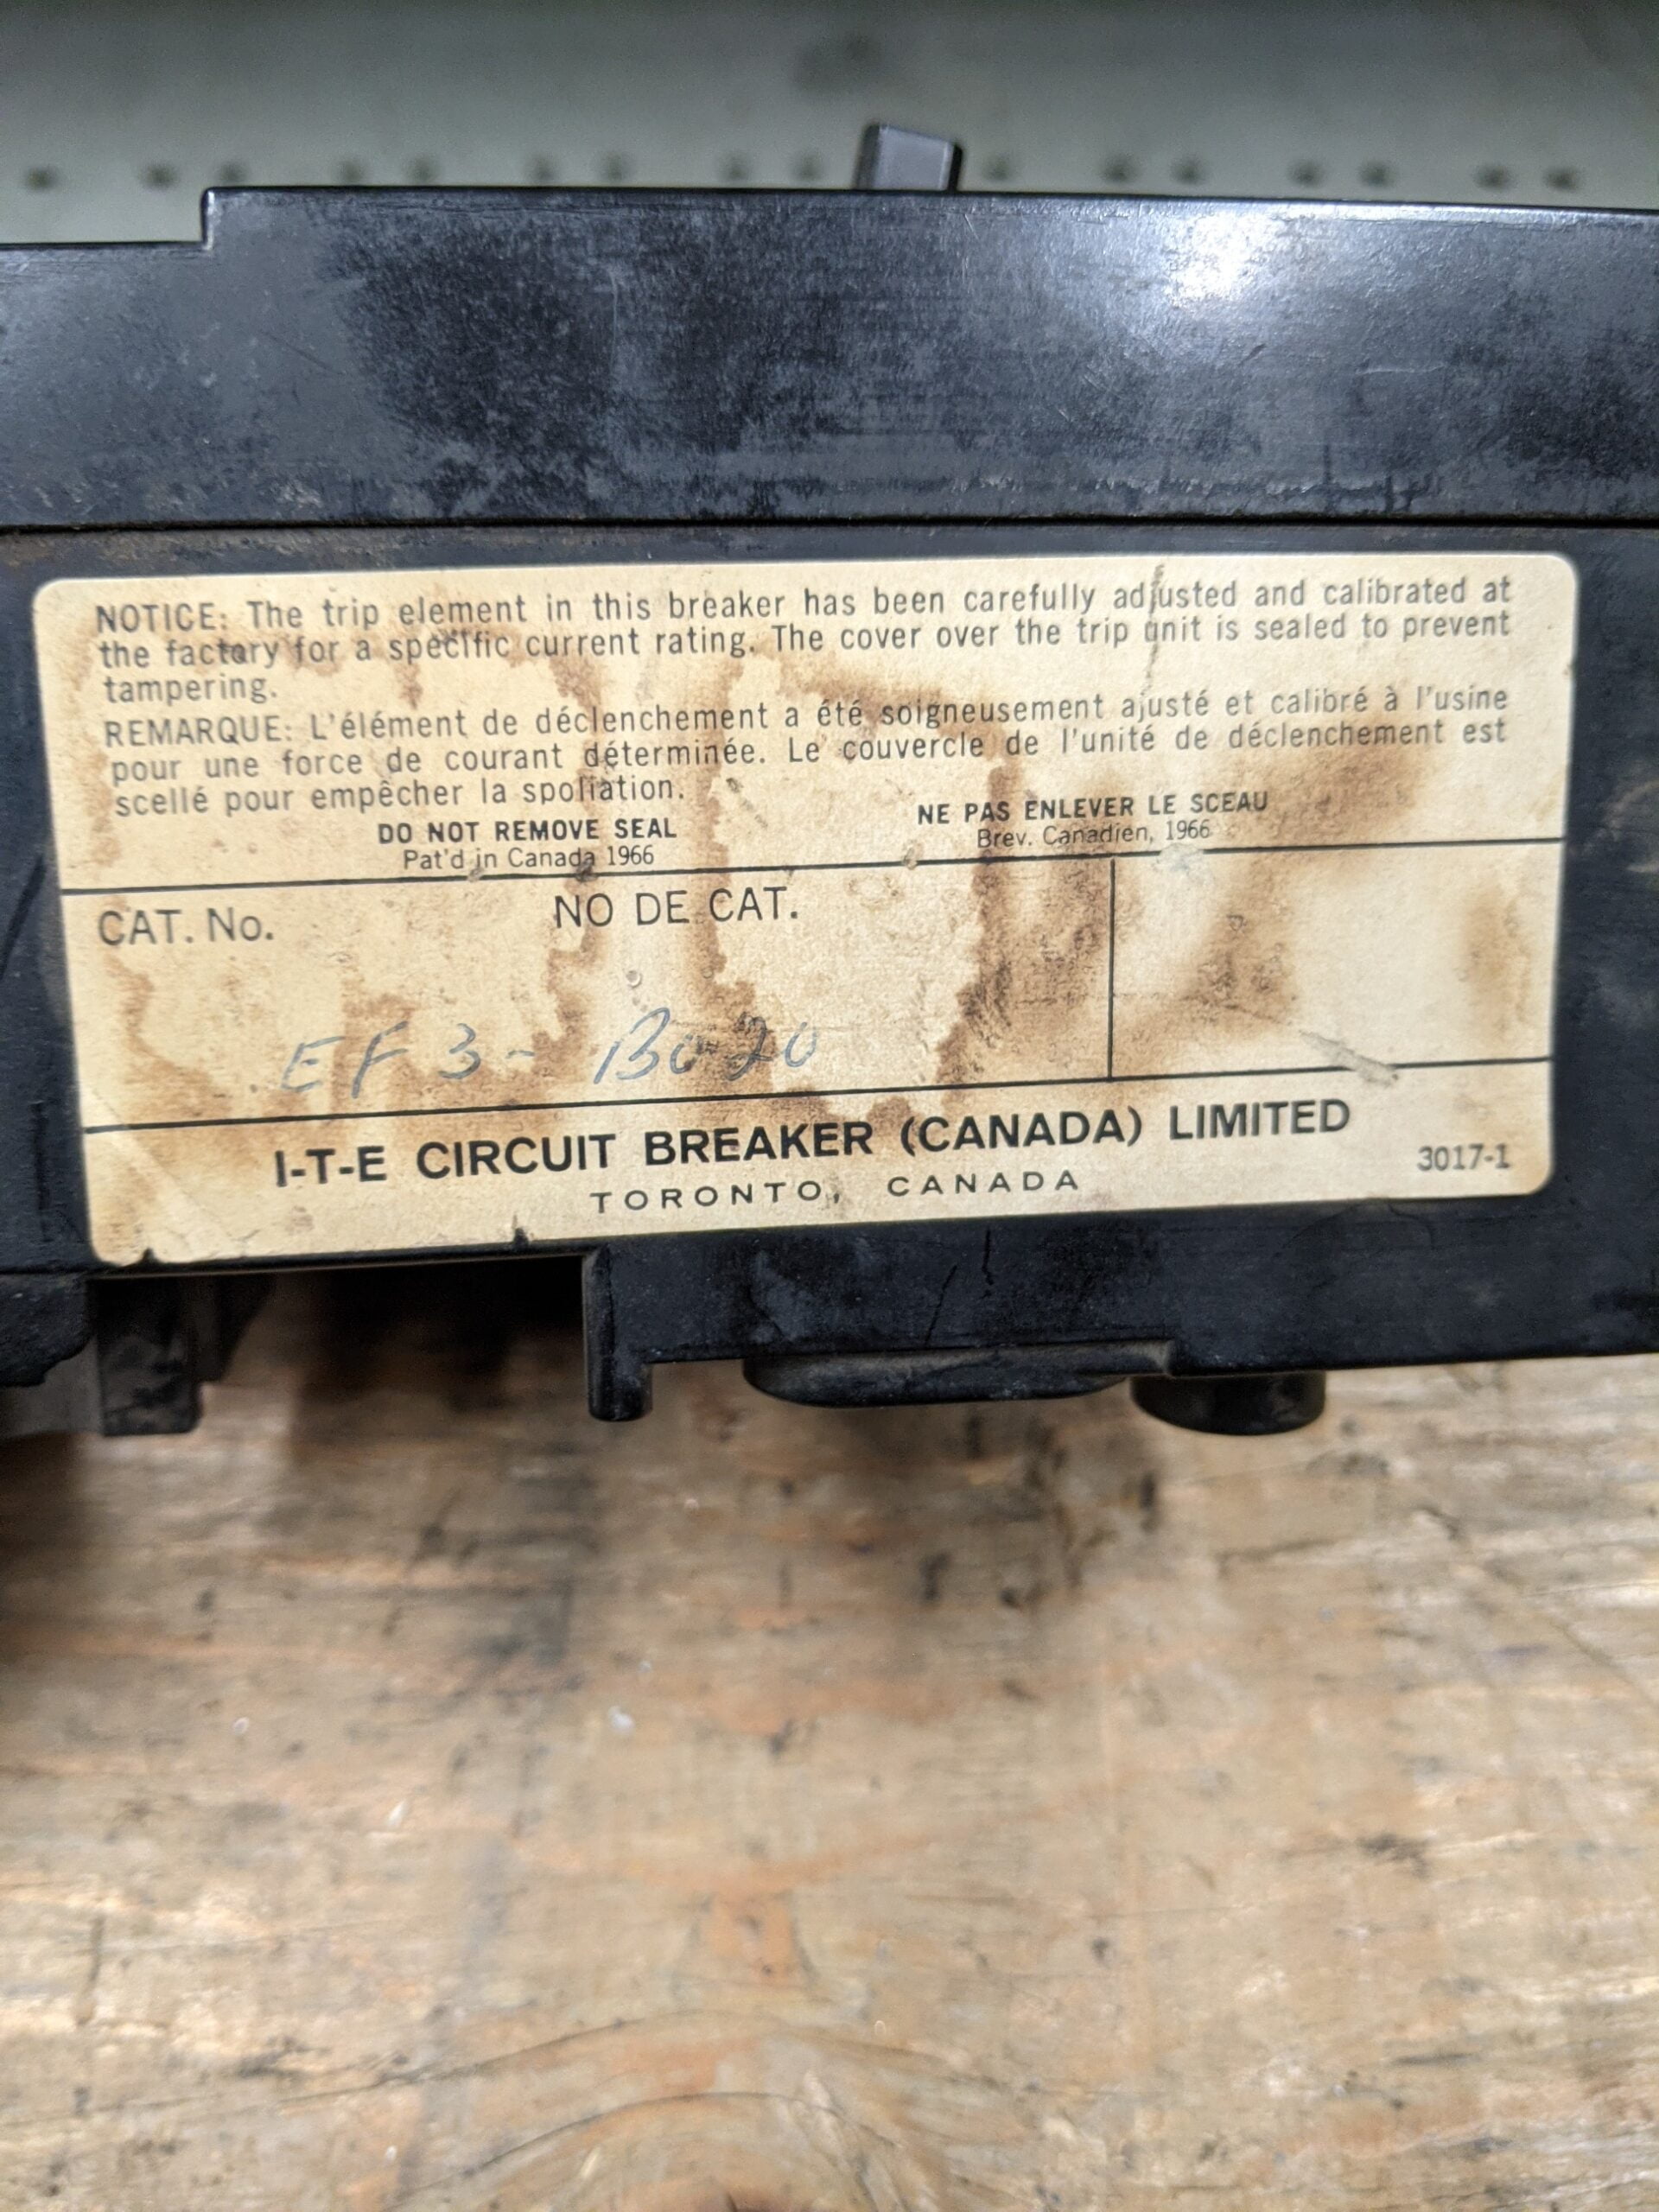 NOTICE: The trip element in this breaker has been carefully adjusted and calibrated at
the factory for a specific current rating. The cover over the trip unit is sealed to prevent
tampering.
REMARQUE: L'élément de déclenchement a été soigneusement ajusté et calibré à l'usine
pour une force de courant déterminée. Le couvercle de l'unité de déclenchement est
scellé pour empêcher la spoliation.
DO NOT REMOVE SEAL
Pat'd in Canada 1966
NE PAS ENLEVER LE SCEAU
Brev. Canadien, 1966
CAT. No.
NO DE CAT.
EF3-B020
I-T-E CIRCUIT BREAKER (CANADA) LIMITED
TORONTO, CANADA
3017-1